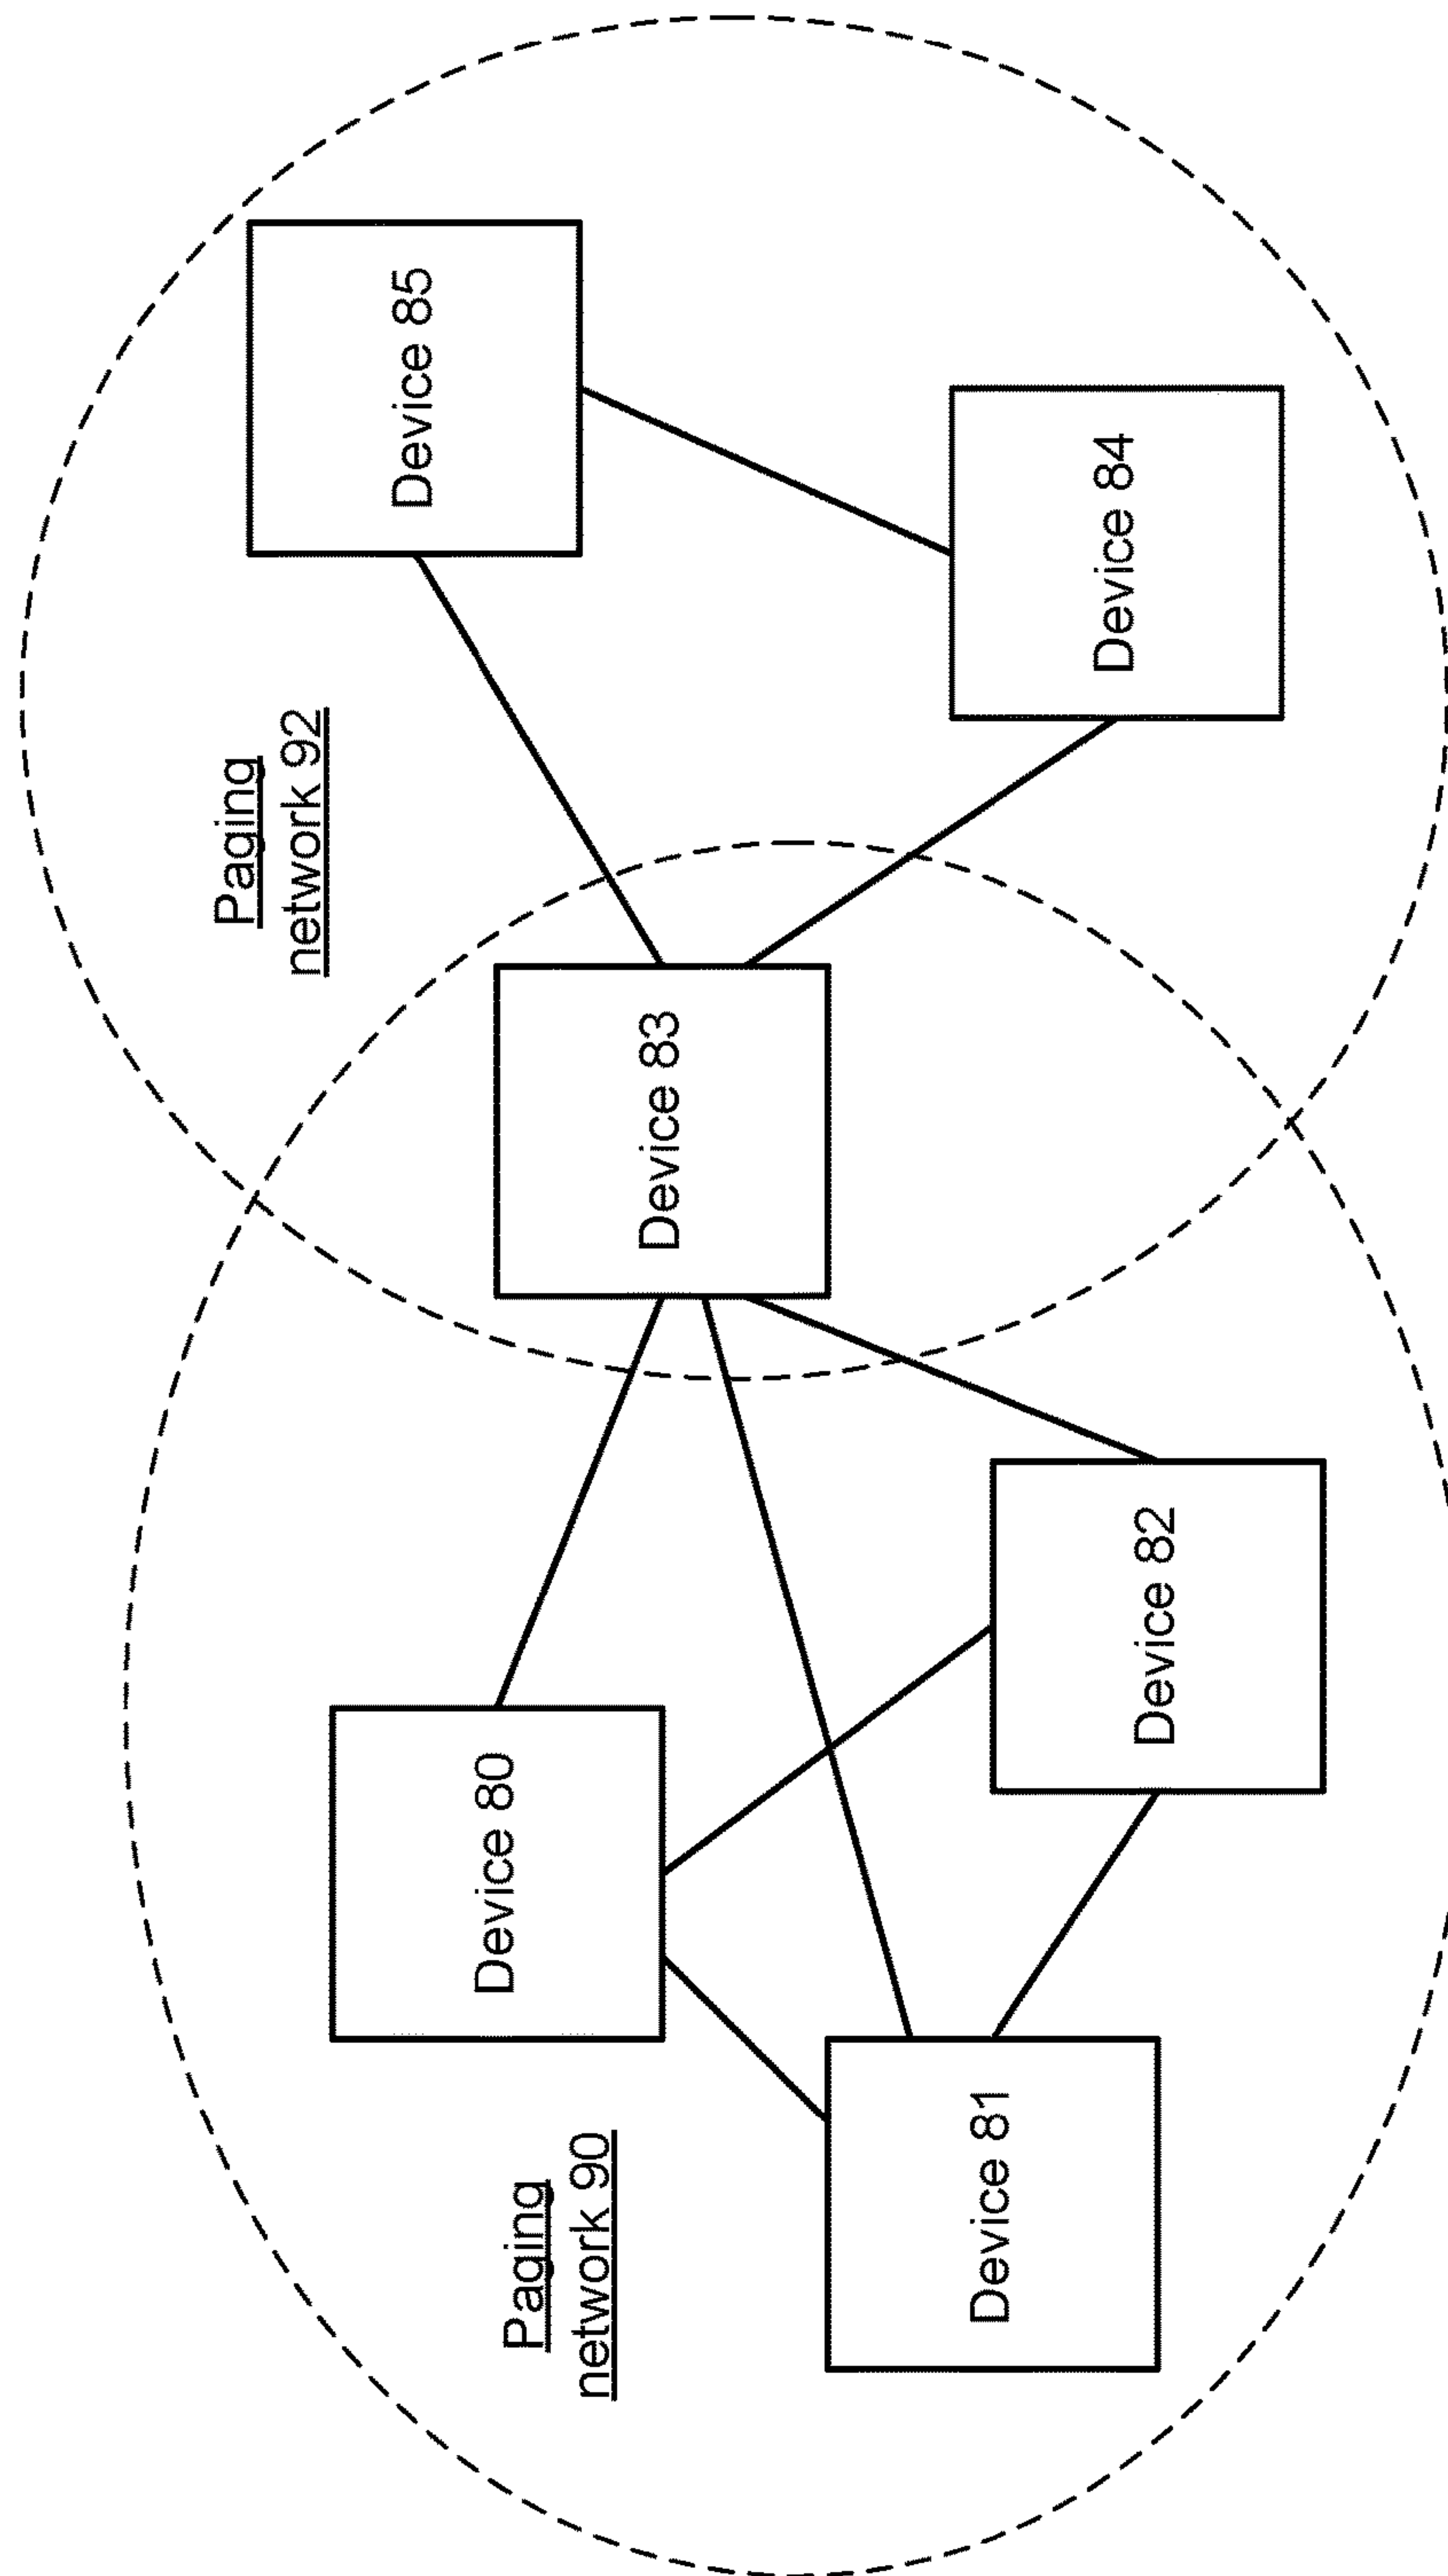 Paging
network 90
Device 80
Device 81
Device 82
Device 83
Paging
network 92
Device 85
Device 84